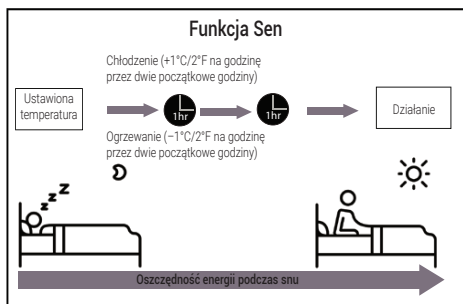 Funkcja Sen
Chłodzenie (+1°C/2°F na godzinę
przez dwie początkowe godziny)
Ustawiona
temperatura
1hr
1hr
Działanie
Ogrzewanie (−1°C/2°F na godzinę
przez dwie początkowe godziny)
z z z
Oszczędność energii podczas snu